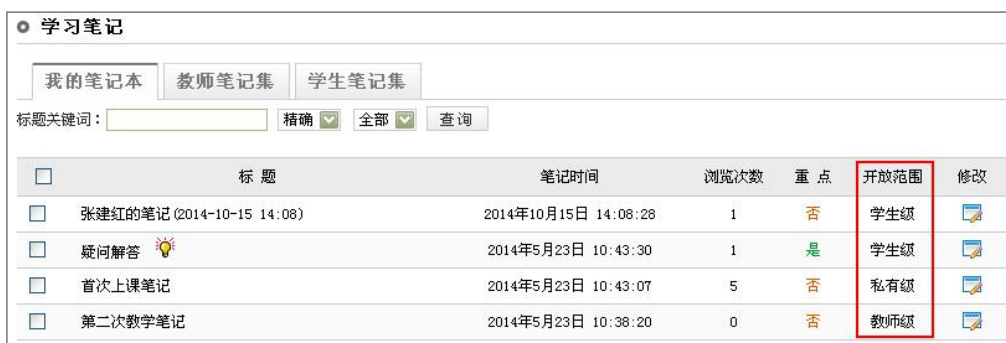 学习笔记
我的笔记本 教师笔记集 学生笔记集
标题关键词： 精确 全部 查询
标 题 笔记时间 浏览次数 重 点 开放范围 修改
张建红的笔记(2014-10-15 14:08) 2014年10月15日 14:08:28 1 否 学生级
疑问解答 2014年5月23日 10:43:30 1 是 学生级
首次上课笔记 2014年5月23日 10:43:07 5 否 私有级
第二次教学笔记 2014年5月23日 10:38:20 0 否 教师级